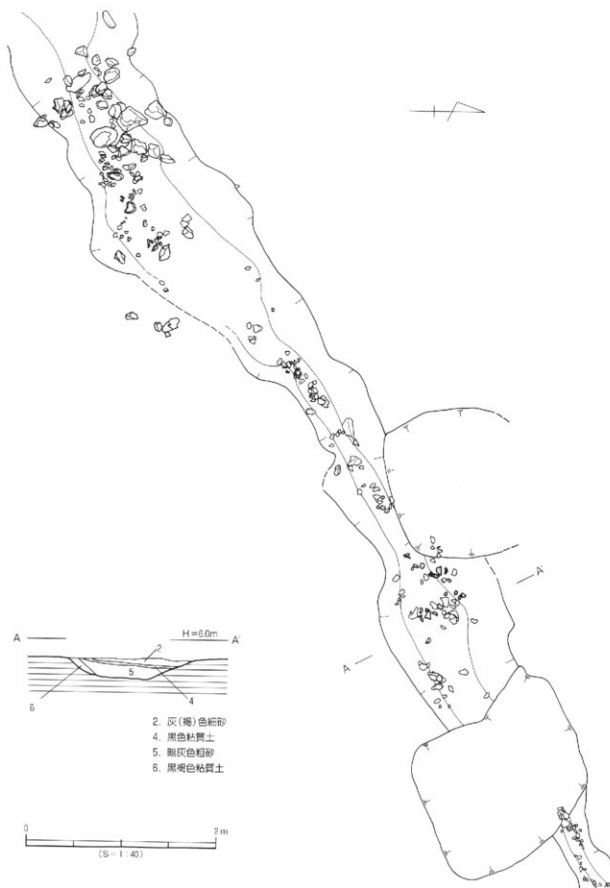 A
A
A
H=6.0m
A'
2
5
6
4
2. 灰(褐)色細砂
4. 黒色粘質土
5. 暗灰色粗砂
6. 黒褐色粘質土
0
2m
(S=1:40)